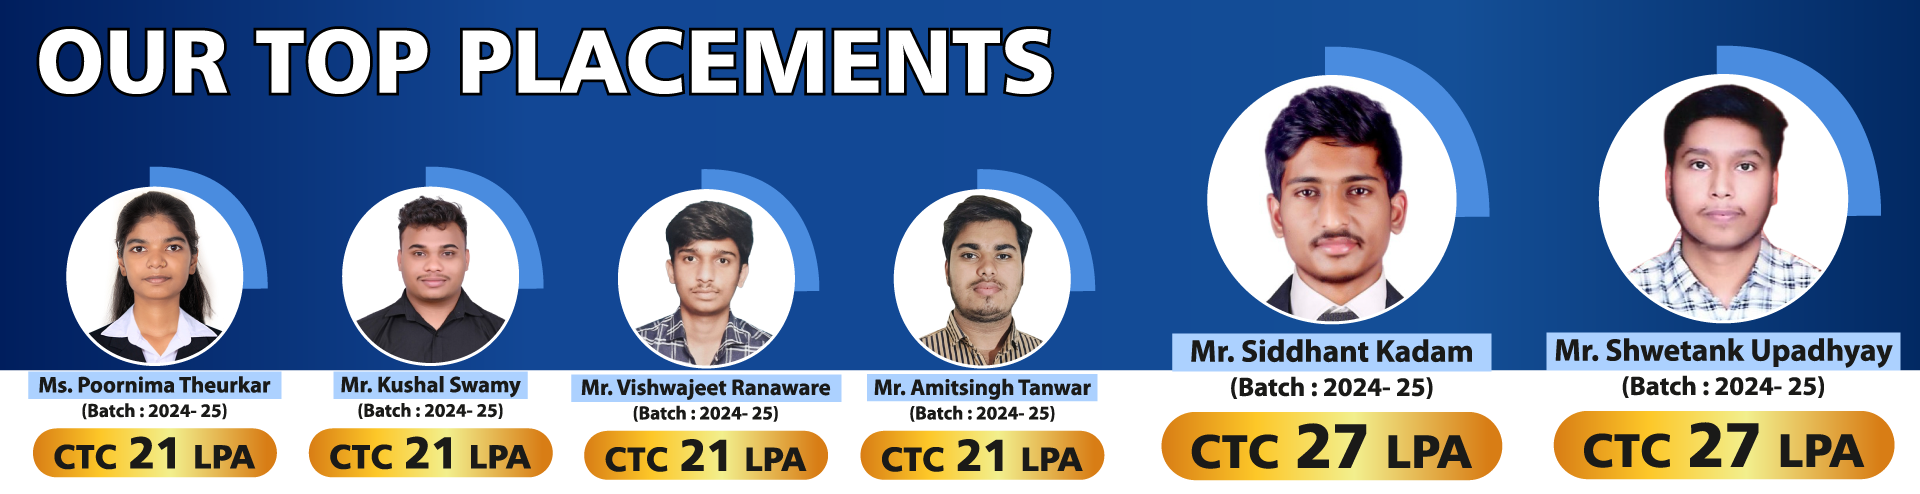 OUR TOP PLACEMENTS
Ms. Poornima Theurkar
(Batch : 2024- 25)
CTC 21 LPA
Mr. Kushal Swamy
(Batch : 2024- 25)
CTC 21 LPA
Mr. Vishwajeet Ranaware
(Batch : 2024- 25)
CTC 21 LPA
Mr. Amitsingh Tanwar
(Batch : 2024- 25)
CTC 21 LPA
Mr. Siddhant Kadam
(Batch : 2024- 25)
CTC 27 LPA
Mr. Shwetank Upadhyay
(Batch : 2024- 25)
CTC 27 LPA